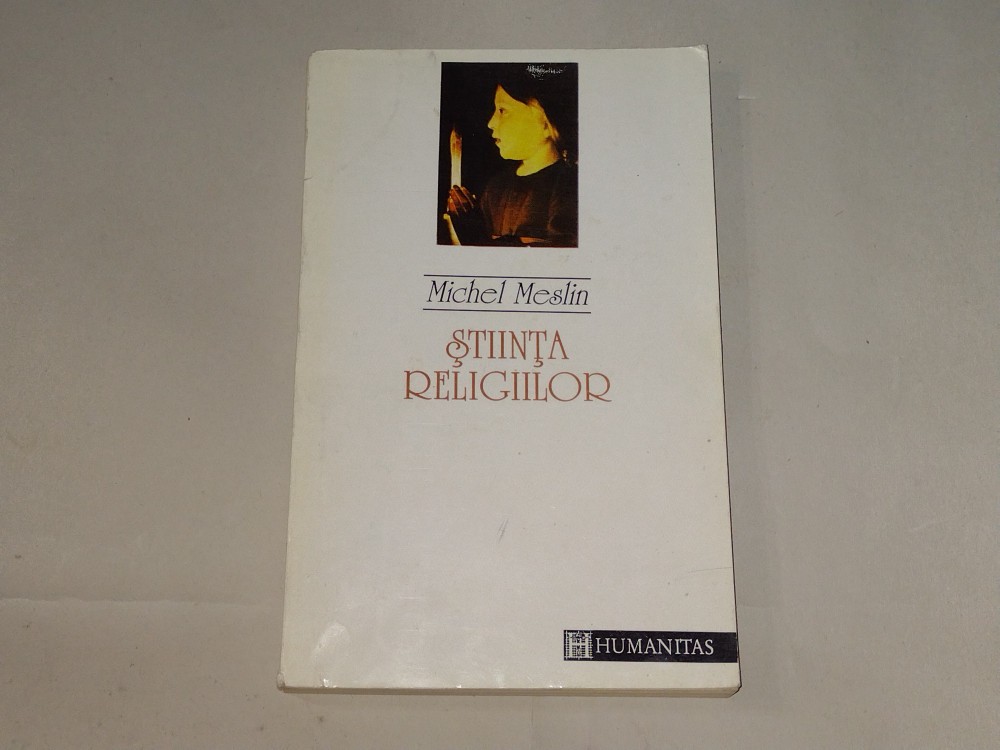 Michel Meslin
ŞTIINŢA
RELIGIILOR
HUMANITAS